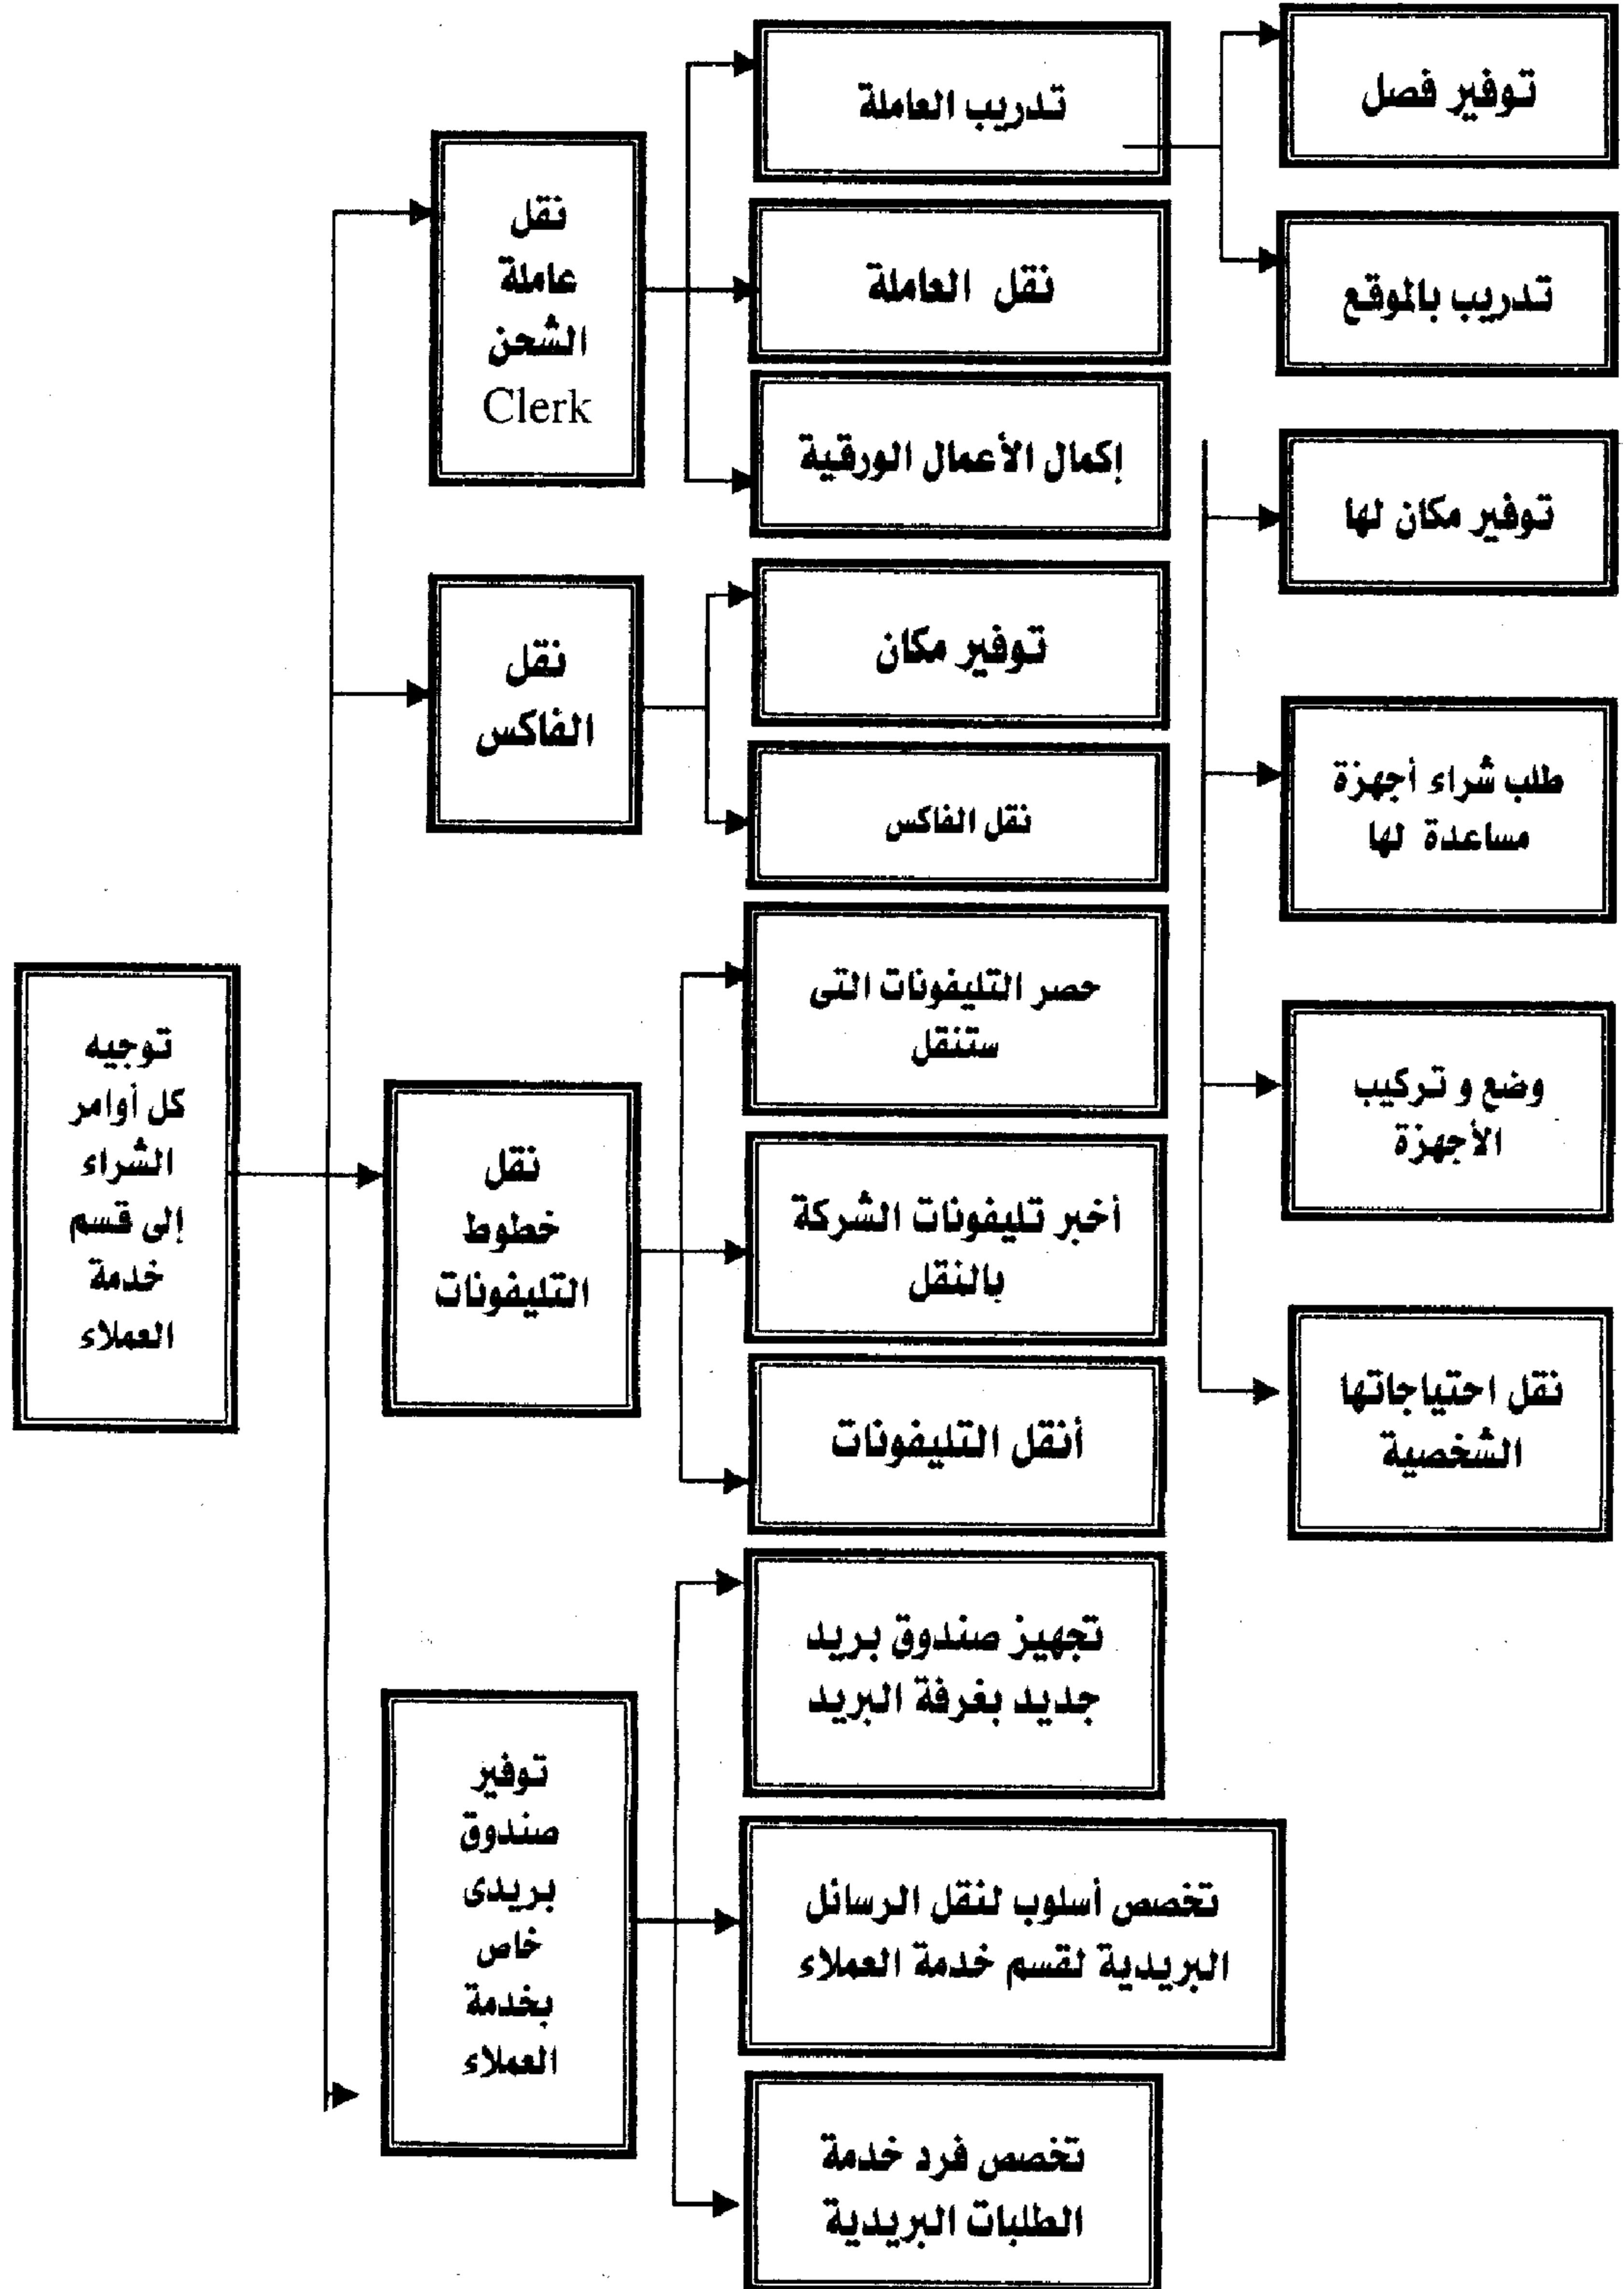 توجيه
كل أوامر
الشراء
إلى قسم
خدمة
العملاء
نقل
عاملة
الشحن
Clerk
نقل
الفاكس
نقل
خطوط
التليفونات
توفير
صندوق
بريدى
خاص
بخدمة
العملاء
تدريب العاملة
نقل العاملة
إكمال الأعمال الورقية
توفير مكان
نقل الفاكس
حصر التليفونات التى
ستنقل
أخبر تليفونات الشركة
بالنقل
أنقل التليفونات
تجهيز صندوق بريد
جديد بغرفة البريد
تخصص أسلوب لنقل الرسائل
البريدية لقسم خدمة العملاء
تخصص فرد خدمة
الطلبات البريدية
توفير فصل
تدريب بالموقع
توفير مكان لها
طلب شراء أجهزة
مساعدة لها
وضع و تركيب
الأجهزة
نقل احتياجاتها
الشخصية